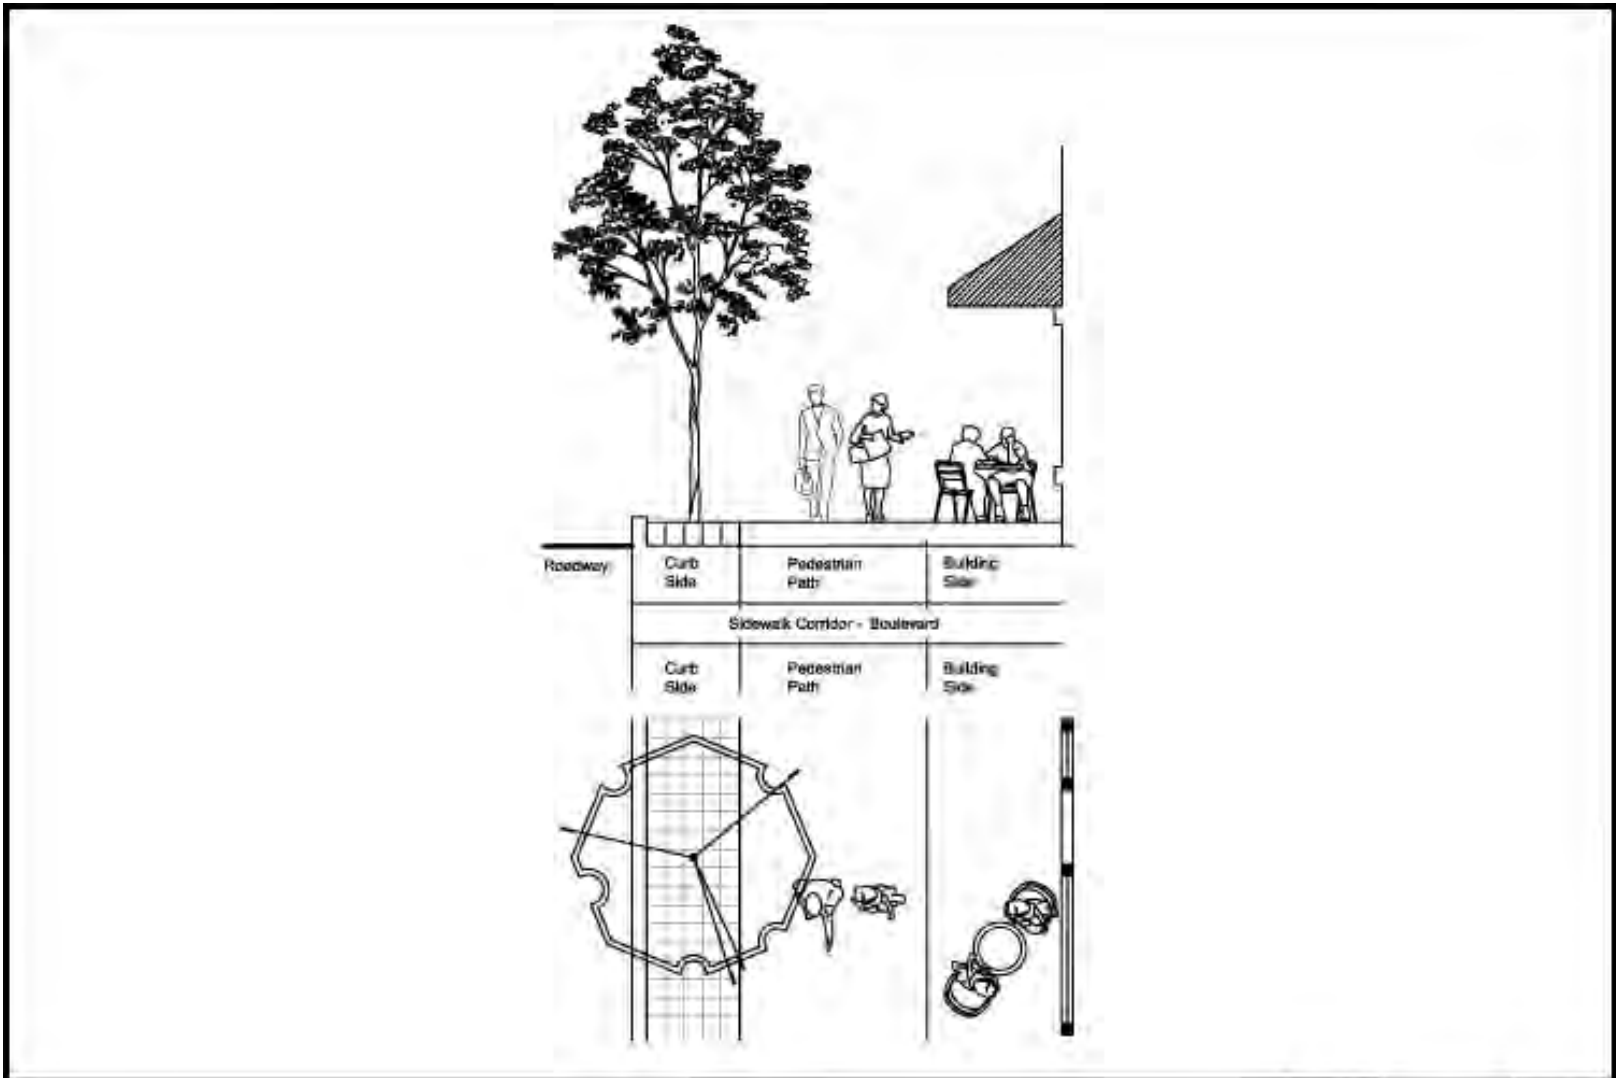 Roadway
Curb
Side
Pedestrian
Path
Building
Side
Sidewalk Corridor - Boulevard
Curb
Side
Pedestrian
Path
Building
Side